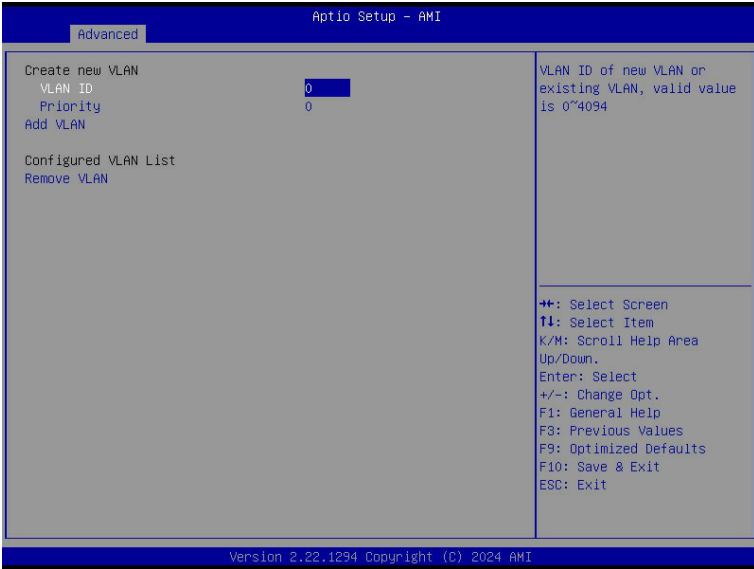 Aptio Setup – AMI
Advanced
Create new VLAN
VLAN ID 0
Priority 0
Add VLAN
Configured VLAN List
Remove VLAN
VLAN ID of new VLAN or
existing VLAN, valid value
is 0~4094
→←: Select Screen
↑↓: Select Item
K/M: Scroll Help Area
Up/Down.
Enter: Select
+/-: Change Opt.
F1: General Help
F3: Previous Values
F9: Optimized Defaults
F10: Save & Exit
ESC: Exit
Version 2.22.1294 Copyright (C) 2024 AMI